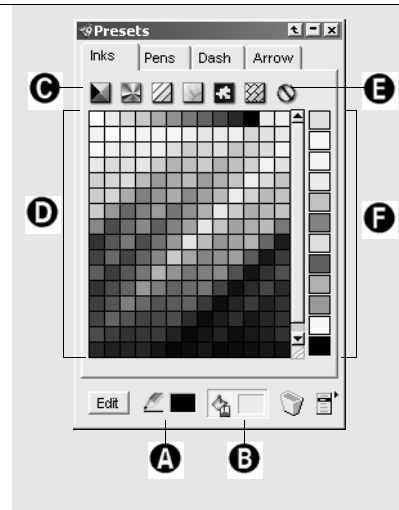 Presets
Inks Pens Dash Arrow
C E
D F
Edit
A B